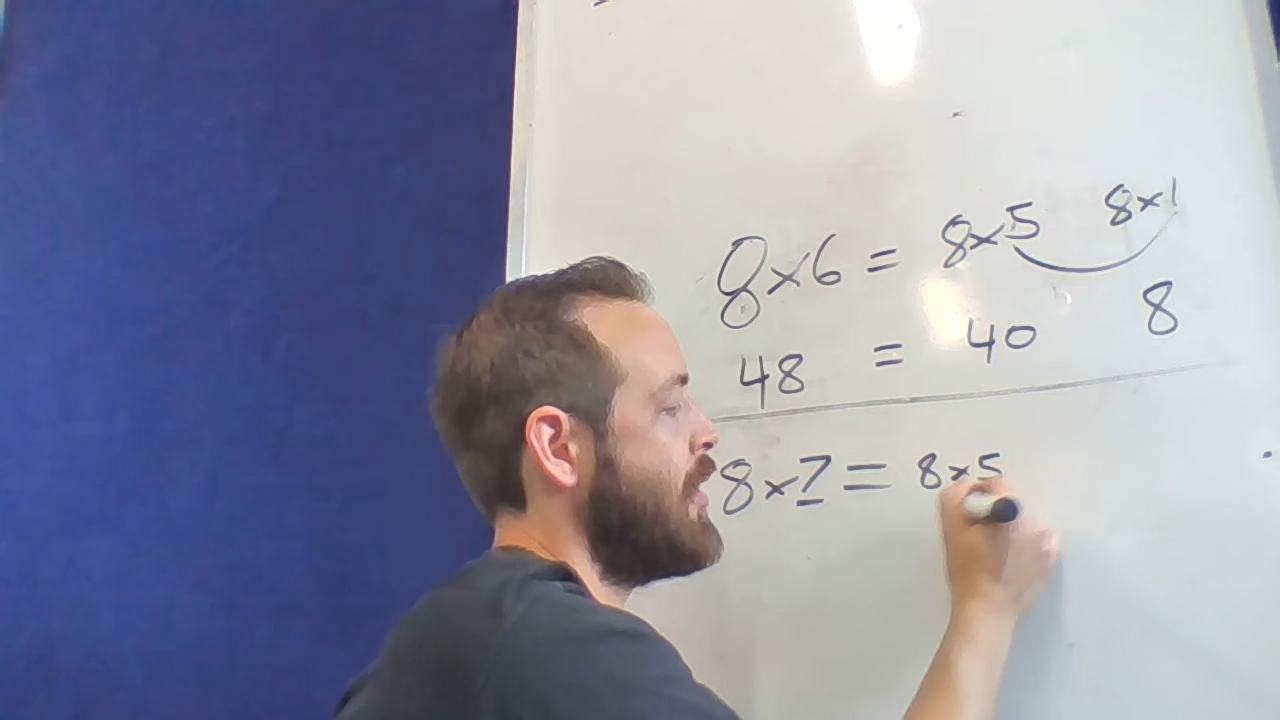 8×6 = 8×5 8×1
48 = 40 8
8×7 = 8×5